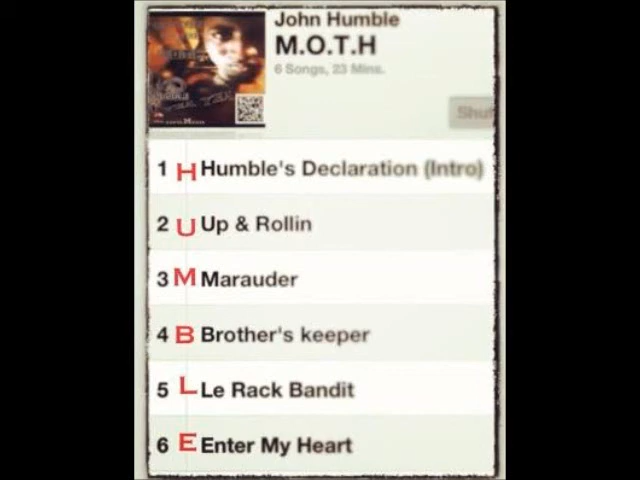 John Humble
M.O.T.H
6 Songs, 23 Mins.
Shuf
1 H Humble's Declaration (Intro)
2 U Up & Rollin
3 M Marauder
4 B Brother's keeper
5 L Le Rack Bandit
6 E Enter My Heart